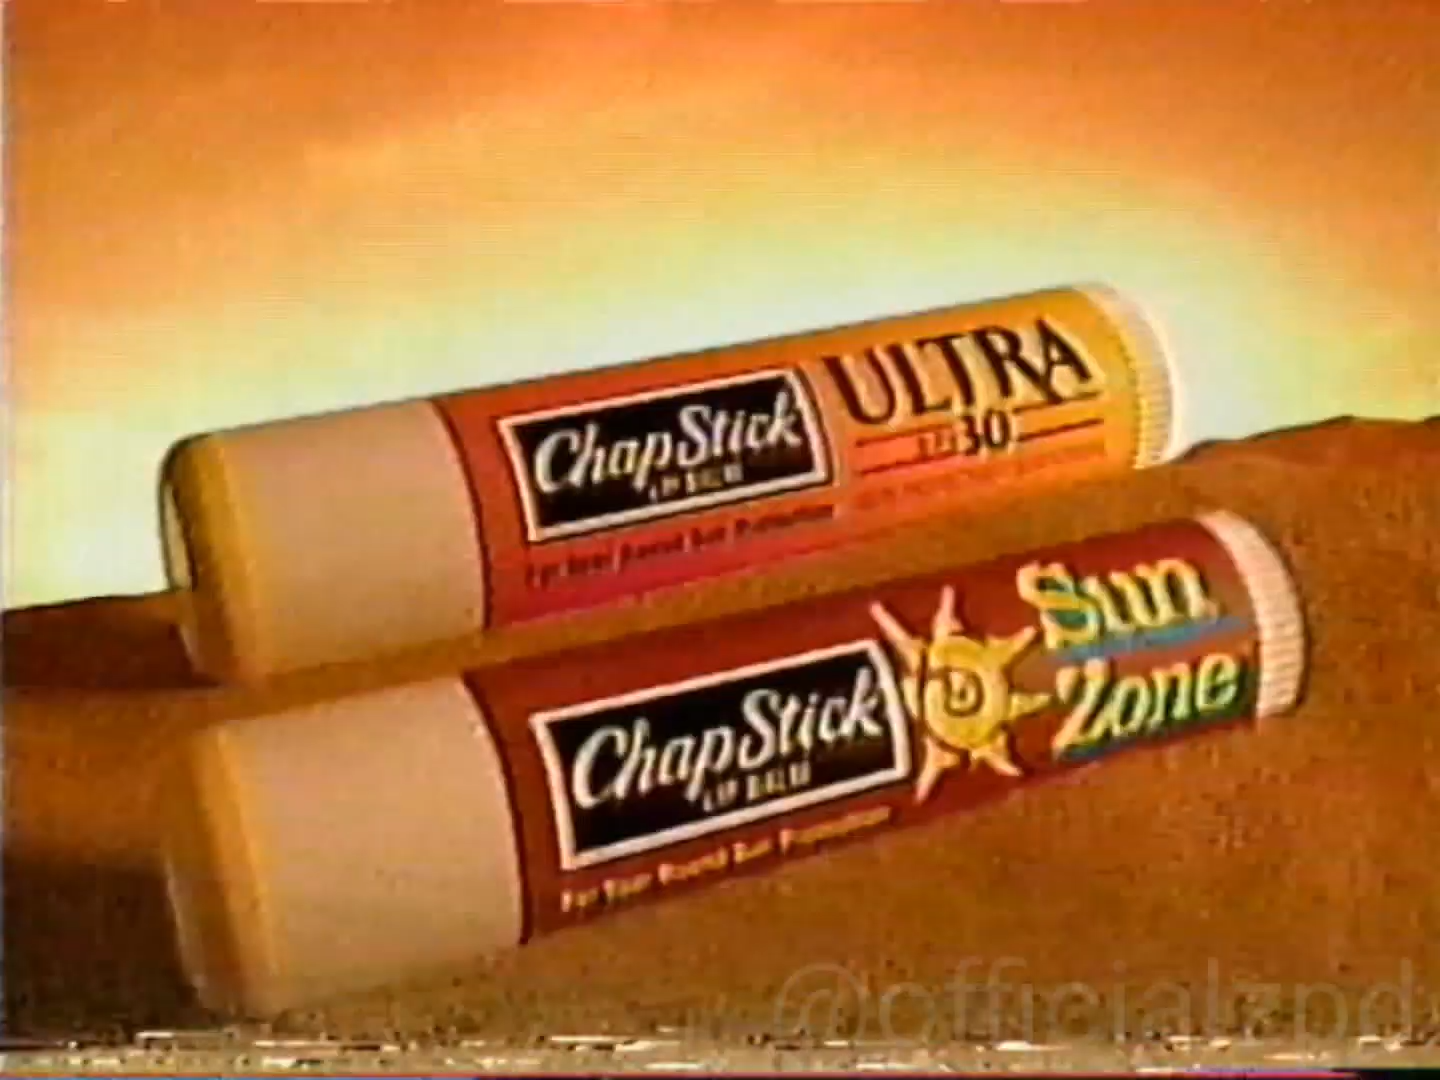 ChapStick
LIP BALM
ULTRA
SPF 30
For Year Round Sun Protection
ChapStick
LIP BALM
Sun
Zone
For Year Round Sun Protection
@officialzpd